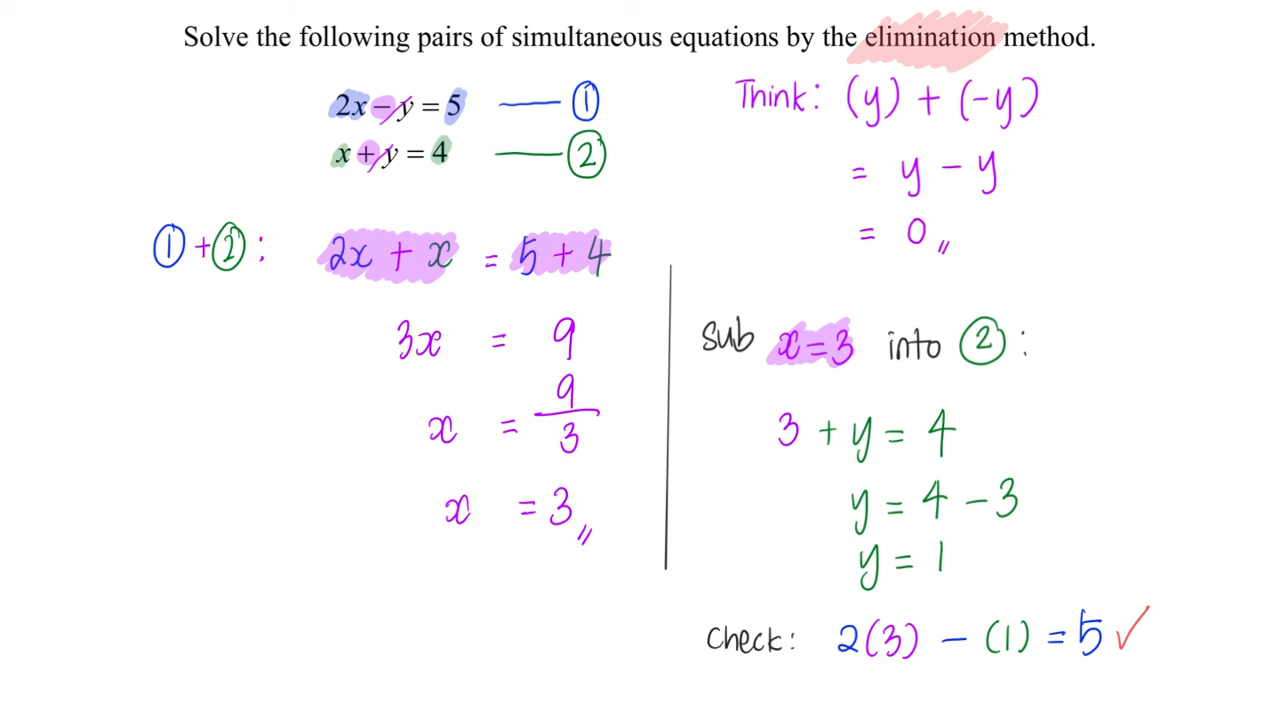 Solve the following pairs of simultaneous equations by the elimination method.
2x − y = 5 —— ①
x + y = 4 —— ②
Think: (y) + (-y)
= y - y
= 0
① + ② : 2x + x = 5 + 4
3x = 9
x = 9/3
x = 3
Sub x = 3 into ② :
3 + y = 4
y = 4 - 3
y = 1
Check: 2(3) - (1) = 5 ✓